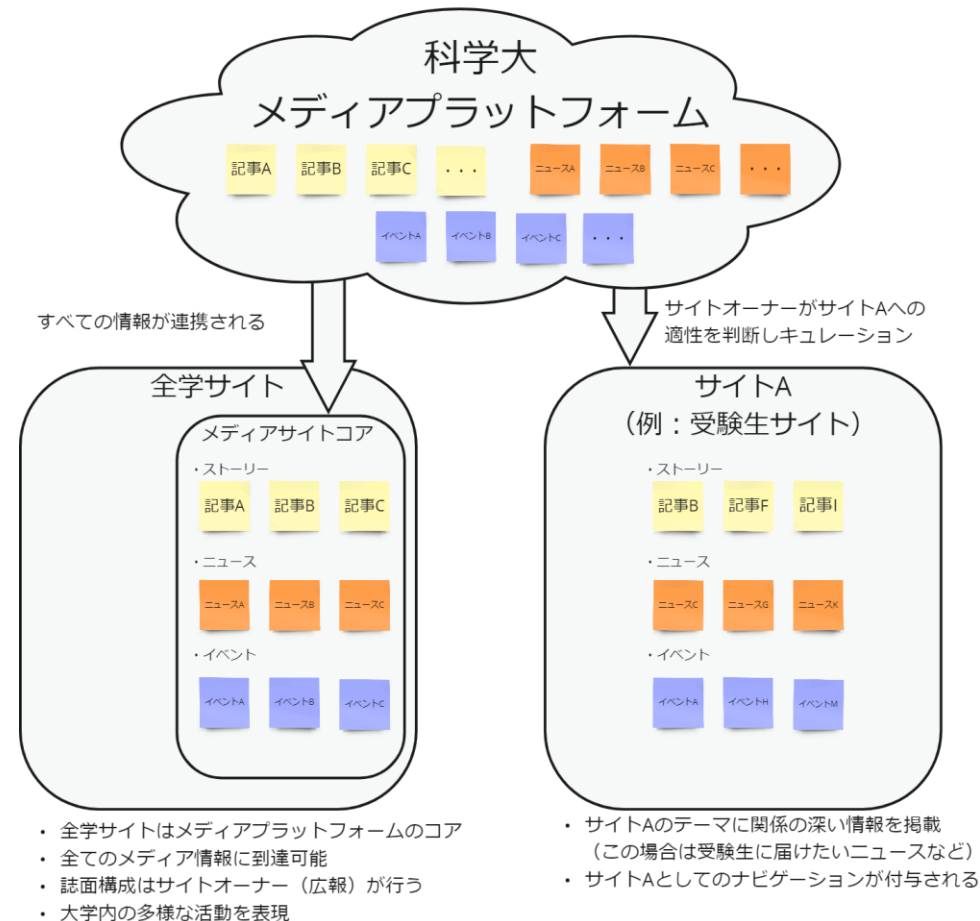 科学大
メディアプラットフォーム
記事A 記事B 記事C ・・・ ニュースA ニュースB ニュースC ・・・
イベントA イベントB イベントC ・・・
すべての情報が連携される
サイトオーナーがサイトAへの
適性を判断しキュレーション
全学サイト
メディアサイトコア
・ストーリー
記事A 記事B 記事C
・ニュース
ニュースA ニュースB ニュースC
・イベント
イベントA イベントB イベントC
・全学サイトはメディアプラットフォームのコア
・全てのメディア情報に到達可能
・誌面構成はサイトオーナー（広報）が行う
・大学内の多様な活動を表現
サイトA
（例：受験生サイト）
・ストーリー
記事B 記事F 記事I
・ニュース
ニュースC ニュースG ニュースK
・イベント
イベントA イベントH イベントM
・サイトAのテーマに関係の深い情報を掲載
（この場合は受験生に届けたいニュースなど）
・サイトAとしてのナビゲーションが付与される